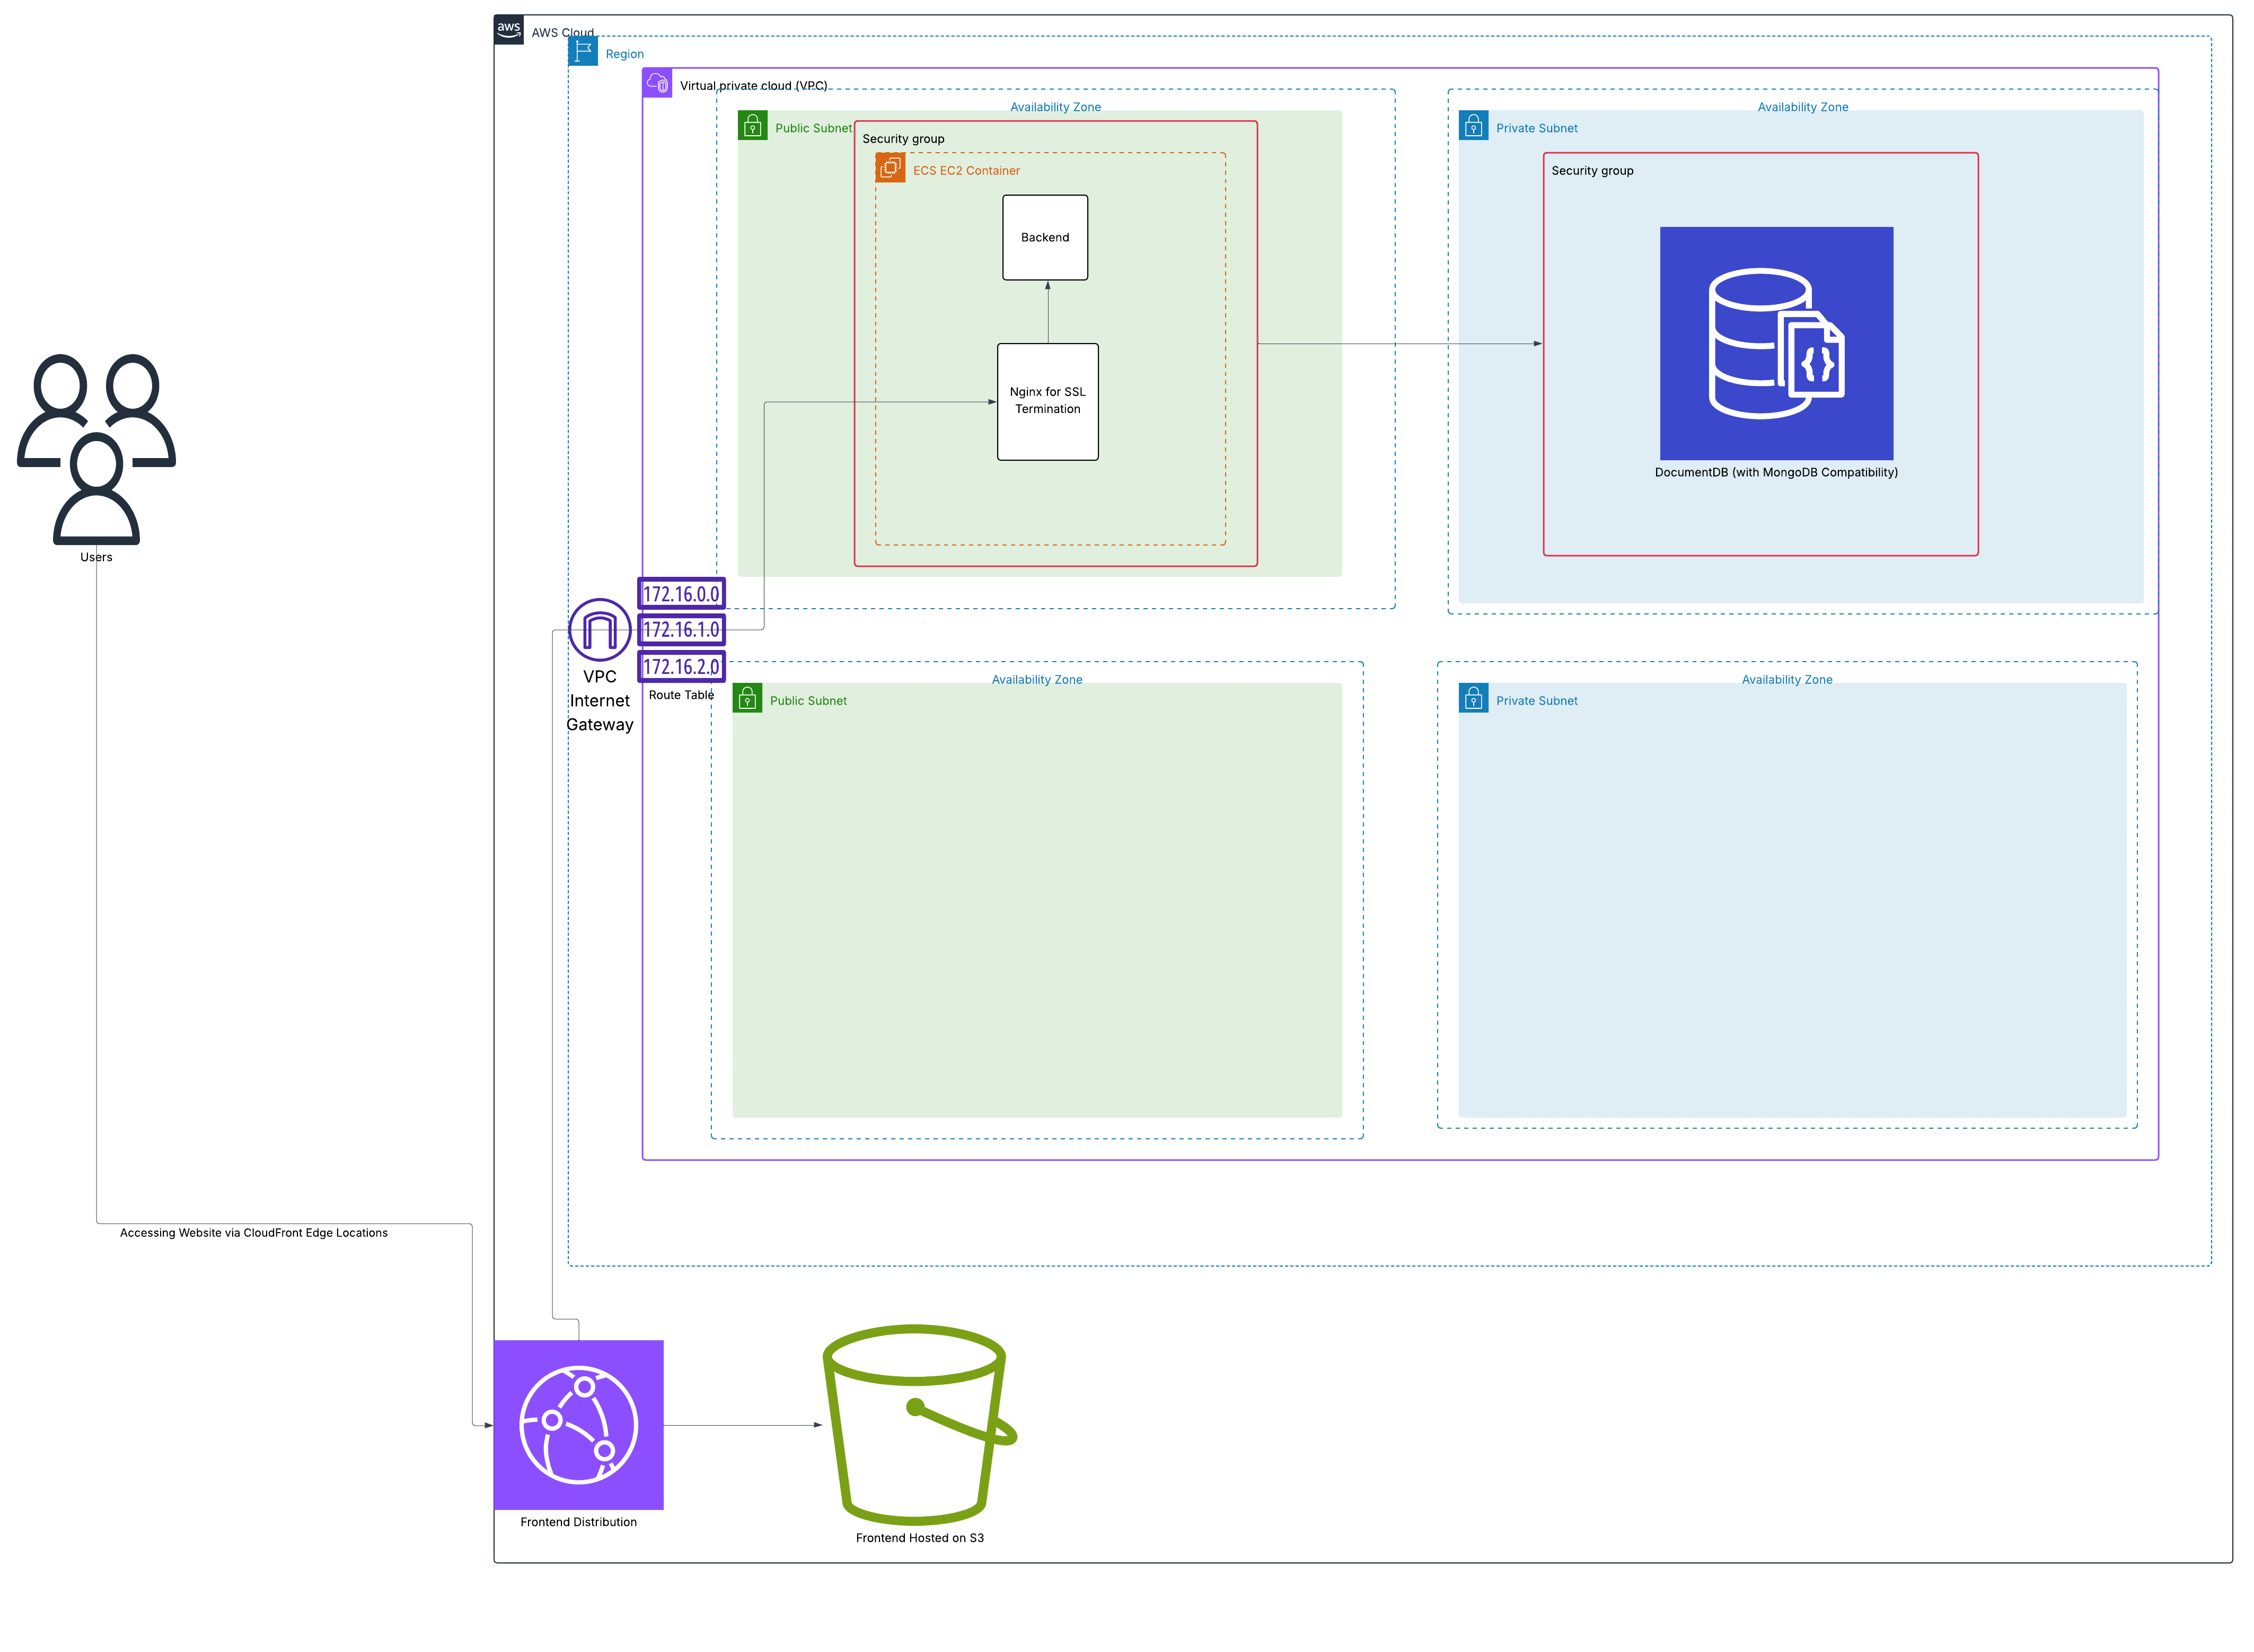 aws
AWS Cloud
Region
Virtual private cloud (VPC)
Availability Zone
Public Subnet
Security group
ECS EC2 Container
Backend
Nginx for SSL
Termination
Availability Zone
Private Subnet
Security group
DocumentDB (with MongoDB Compatibility)
Users
172.16.0.0
172.16.1.0
172.16.2.0
Route Table
VPC
Internet
Gateway
Availability Zone
Public Subnet
Availability Zone
Private Subnet
Accessing Website via CloudFront Edge Locations
Frontend Distribution
Frontend Hosted on S3